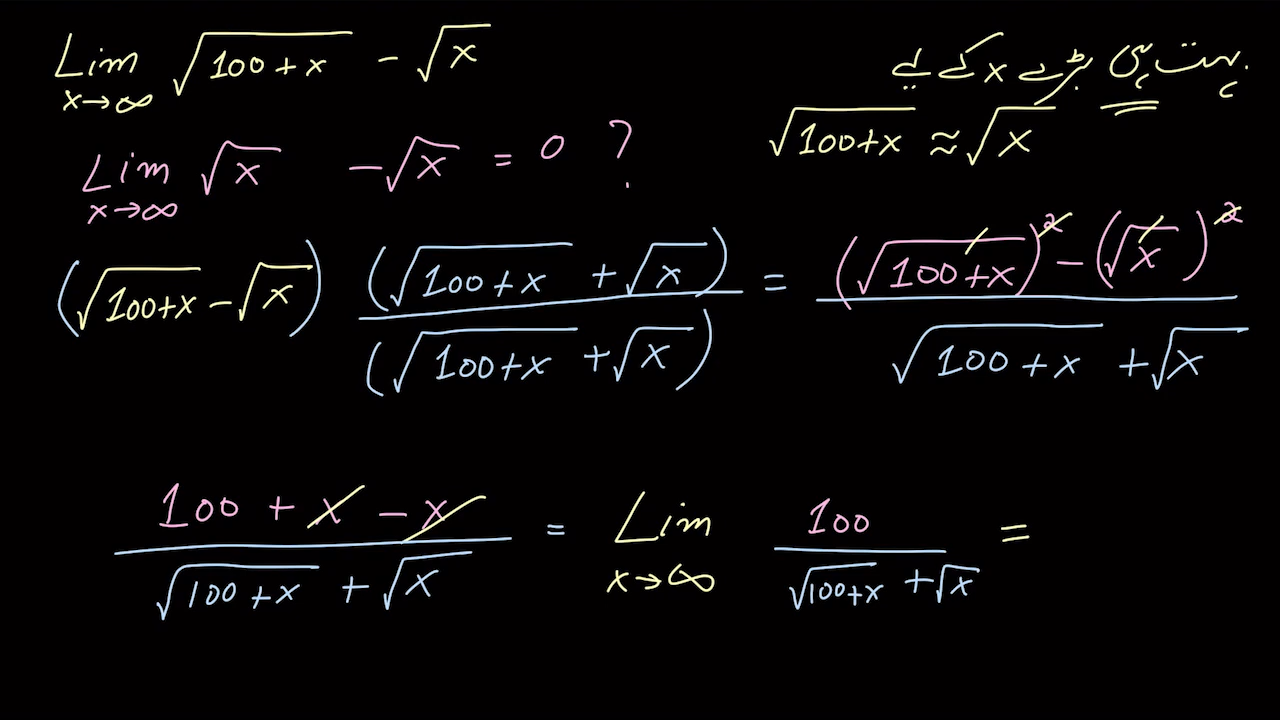 Lim x→∞ √(100+x) - √x
بہت ہی بڑے x کے لیے
√(100+x) ≈ √x
Lim x→∞ √x - √x = 0 ?
(√(100+x) - √x) (√(100+x) + √x) / (√(100+x) + √x) = ((√(100+x))² - (√x)²) / (√(100+x) + √x)
(100 + x - x) / (√(100+x) + √x) = Lim x→∞ 100 / (√(100+x) + √x) =